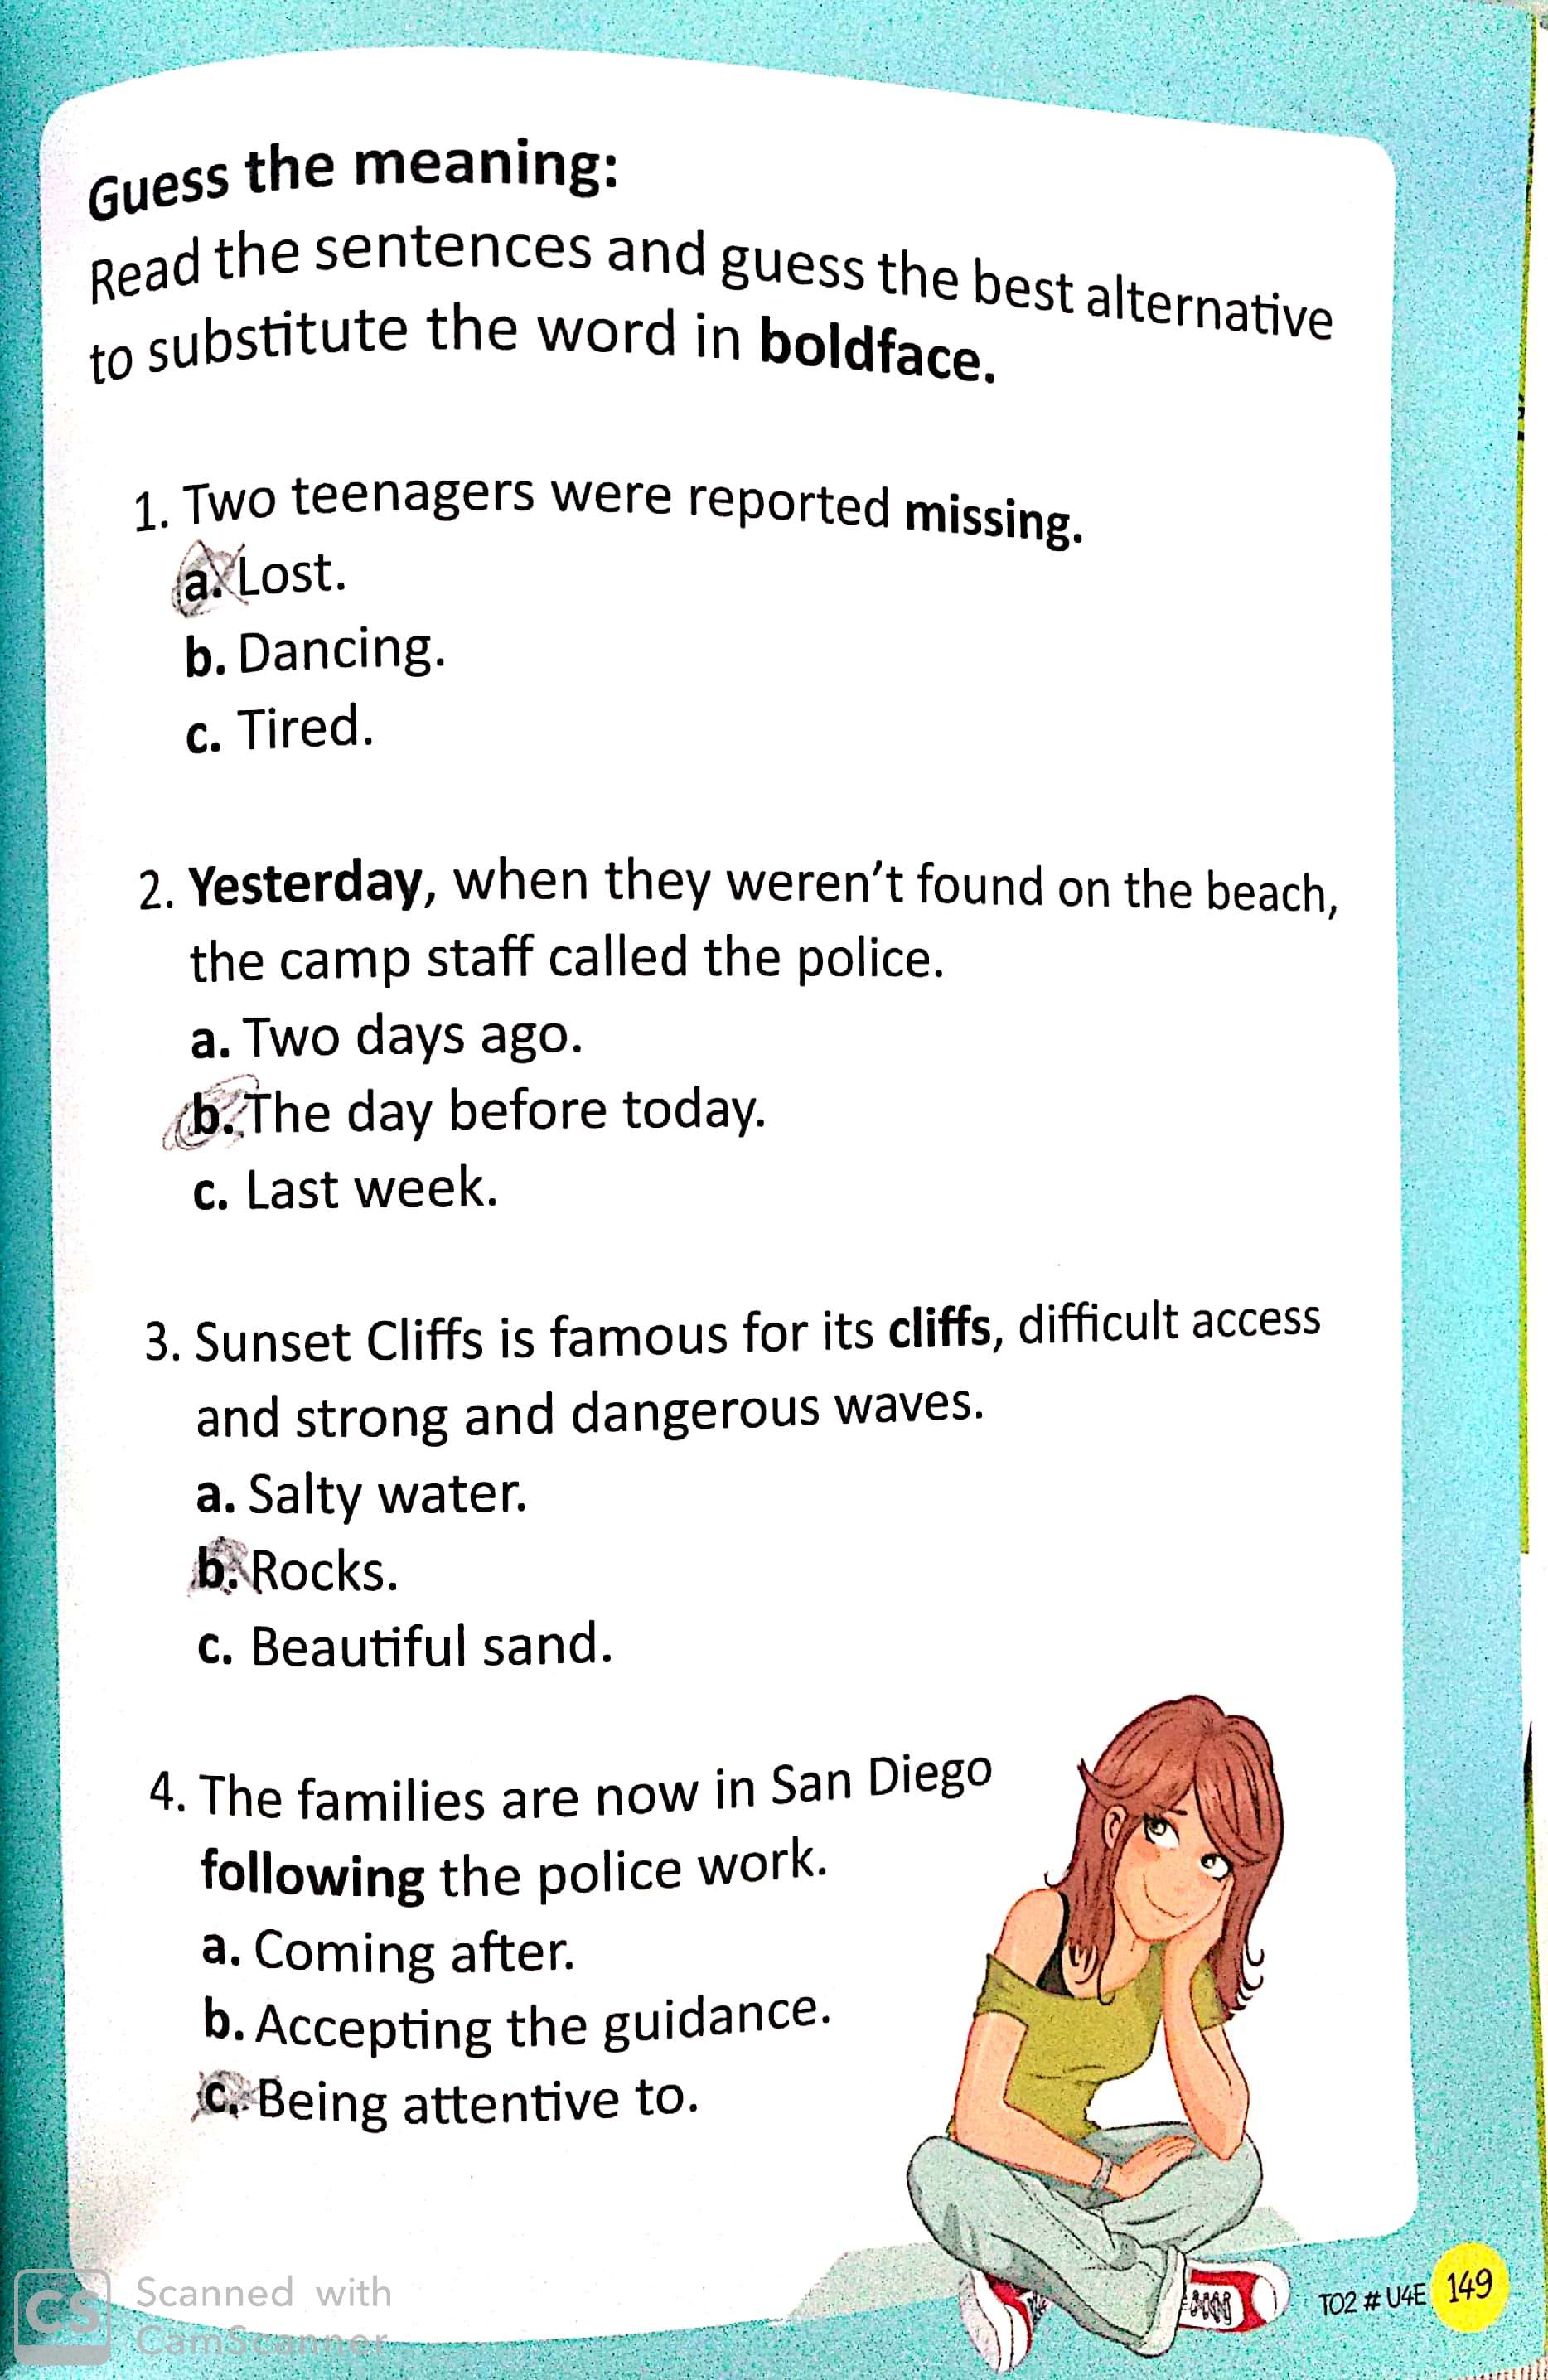 Guess the meaning:
Read the sentences and guess the best alternative
to substitute the word in boldface.
1. Two teenagers were reported missing.
a. Lost.
b. Dancing.
c. Tired.
2. Yesterday, when they weren't found on the beach,
the camp staff called the police.
a. Two days ago.
b. The day before today.
c. Last week.
3. Sunset Cliffs is famous for its cliffs, difficult access
and strong and dangerous waves.
a. Salty water.
b. Rocks.
c. Beautiful sand.
4. The families are now in San Diego
following the police work.
a. Coming after.
b. Accepting the guidance.
c. Being attentive to.
TO2 # U4E 149
CS Scanned with
CamScanner